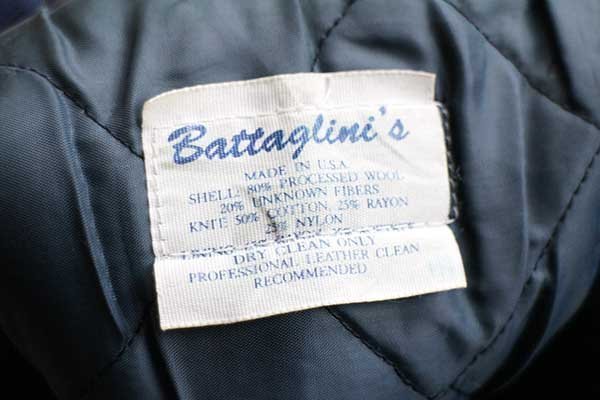 Battaglini's
MADE IN U.S.A.
SHELL: 80% PROCESSED WOOL
20% UNKNOWN FIBERS
KNIT: 50% COTTON, 25% RAYON
25% NYLON
DRY CLEAN ONLY
PROFESSIONAL LEATHER CLEAN
RECOMMENDED